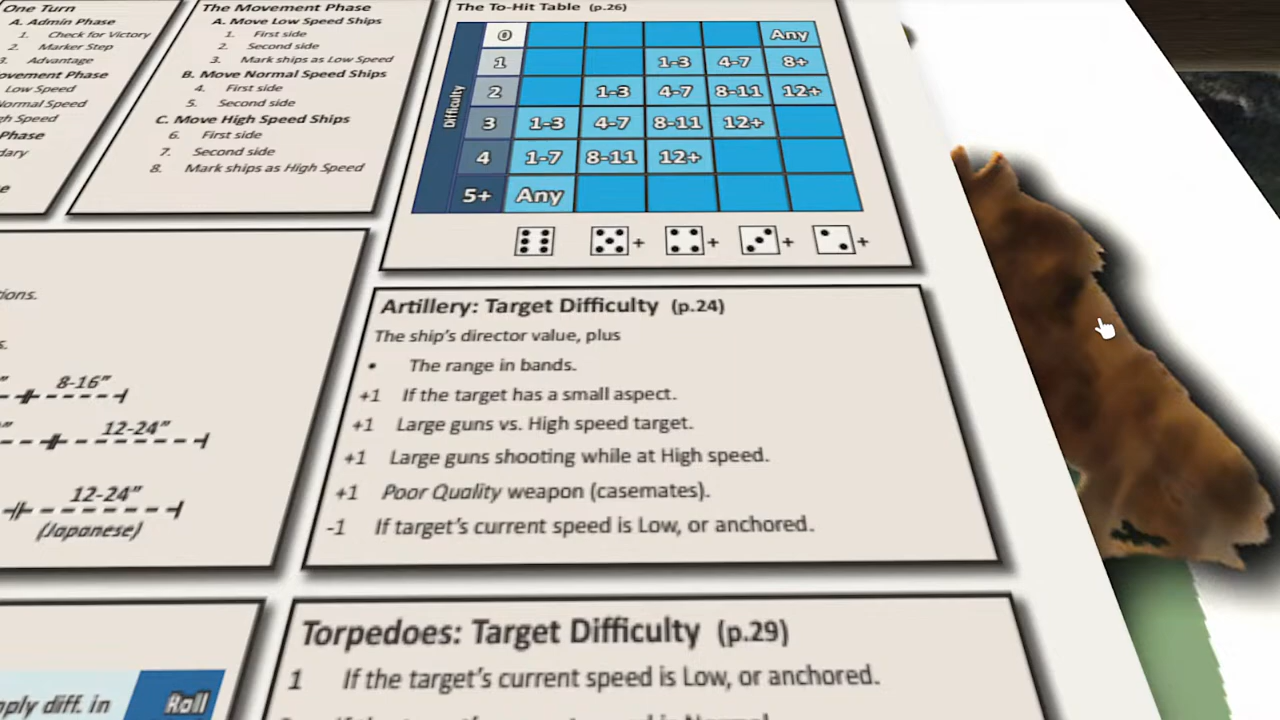 One Turn
A. Admin Phase
1. Check for Victory
2. Marker Step
3. Advantage
ovement Phase
Low Speed
Normal Speed
gh Speed
Phase
dary
The Movement Phase
A. Move Low Speed Ships
1. First side
2. Second side
3. Mark ships as Low Speed
B. Move Normal Speed Ships
4. First side
5. Second side
C. Move High Speed Ships
6. First side
7. Second side
8. Mark ships as High Speed
The To-Hit Table (p.26)
Difficulty
0 Any
1 1-3 4-7 8+
2 1-3 4-7 8-11 12+
3 1-3 4-7 8-11 12+
4 1-7 8-11 12+
5+ Any
+ + + +
ions.
s.
" 8-16"
" 12-24"
12-24"
(Japanese)
Artillery: Target Difficulty (p.24)
The ship's director value, plus
• The range in bands.
+1 If the target has a small aspect.
+1 Large guns vs. High speed target.
+1 Large guns shooting while at High speed.
+1 Poor Quality weapon (casemates).
-1 If target's current speed is Low, or anchored.
Torpedoes: Target Difficulty (p.29)
1 If the target's current speed is Low, or anchored.
ply diff. in
Roll